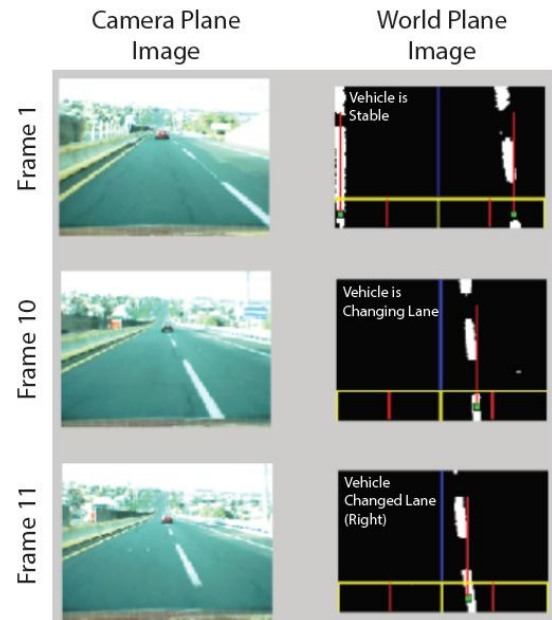 Camera Plane
Image
World Plane
Image
Frame 1
Vehicle is
Stable
Frame 10
Vehicle is
Changing Lane
Frame 11
Vehicle
Changed Lane
(Right)